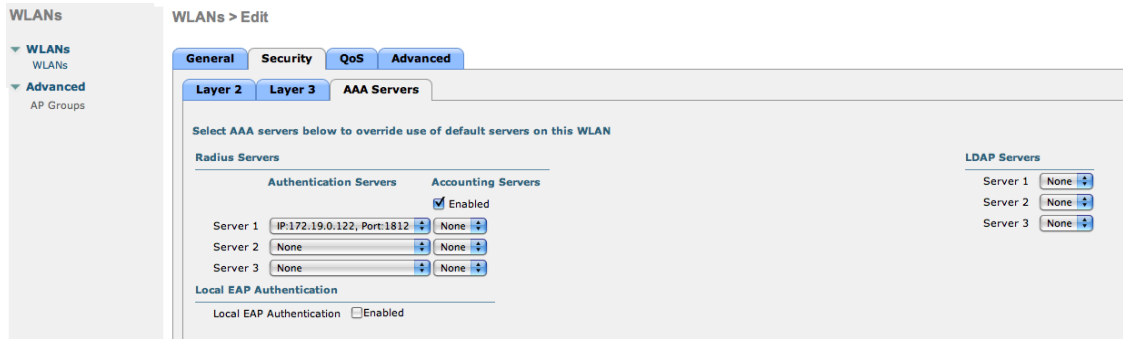 WLANs
WLANs > Edit
WLANs
WLANs
Advanced
AP Groups
General Security QoS Advanced
Layer 2 Layer 3 AAA Servers
Select AAA servers below to override use of default servers on this WLAN
Radius Servers
LDAP Servers
Authentication Servers Accounting Servers
Enabled
Server 1 IP:172.19.0.122, Port:1812 None
Server 2 None None
Server 3 None None
Server 1 None
Server 2 None
Server 3 None
Local EAP Authentication
Local EAP Authentication Enabled